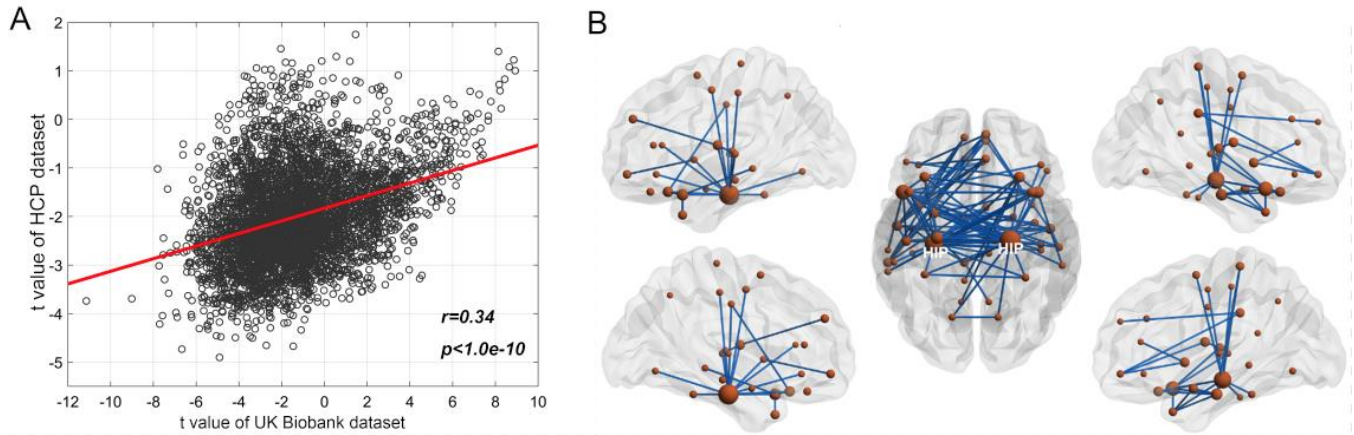 A
B
2
1
0
-1
-2
-3
-4
-5
t value of HCP dataset
r=0.34
p<1.0e-10
-12 -10 -8 -6 -4 -2 0 2 4 6 8 10
t value of UK Biobank dataset
HIP HIP